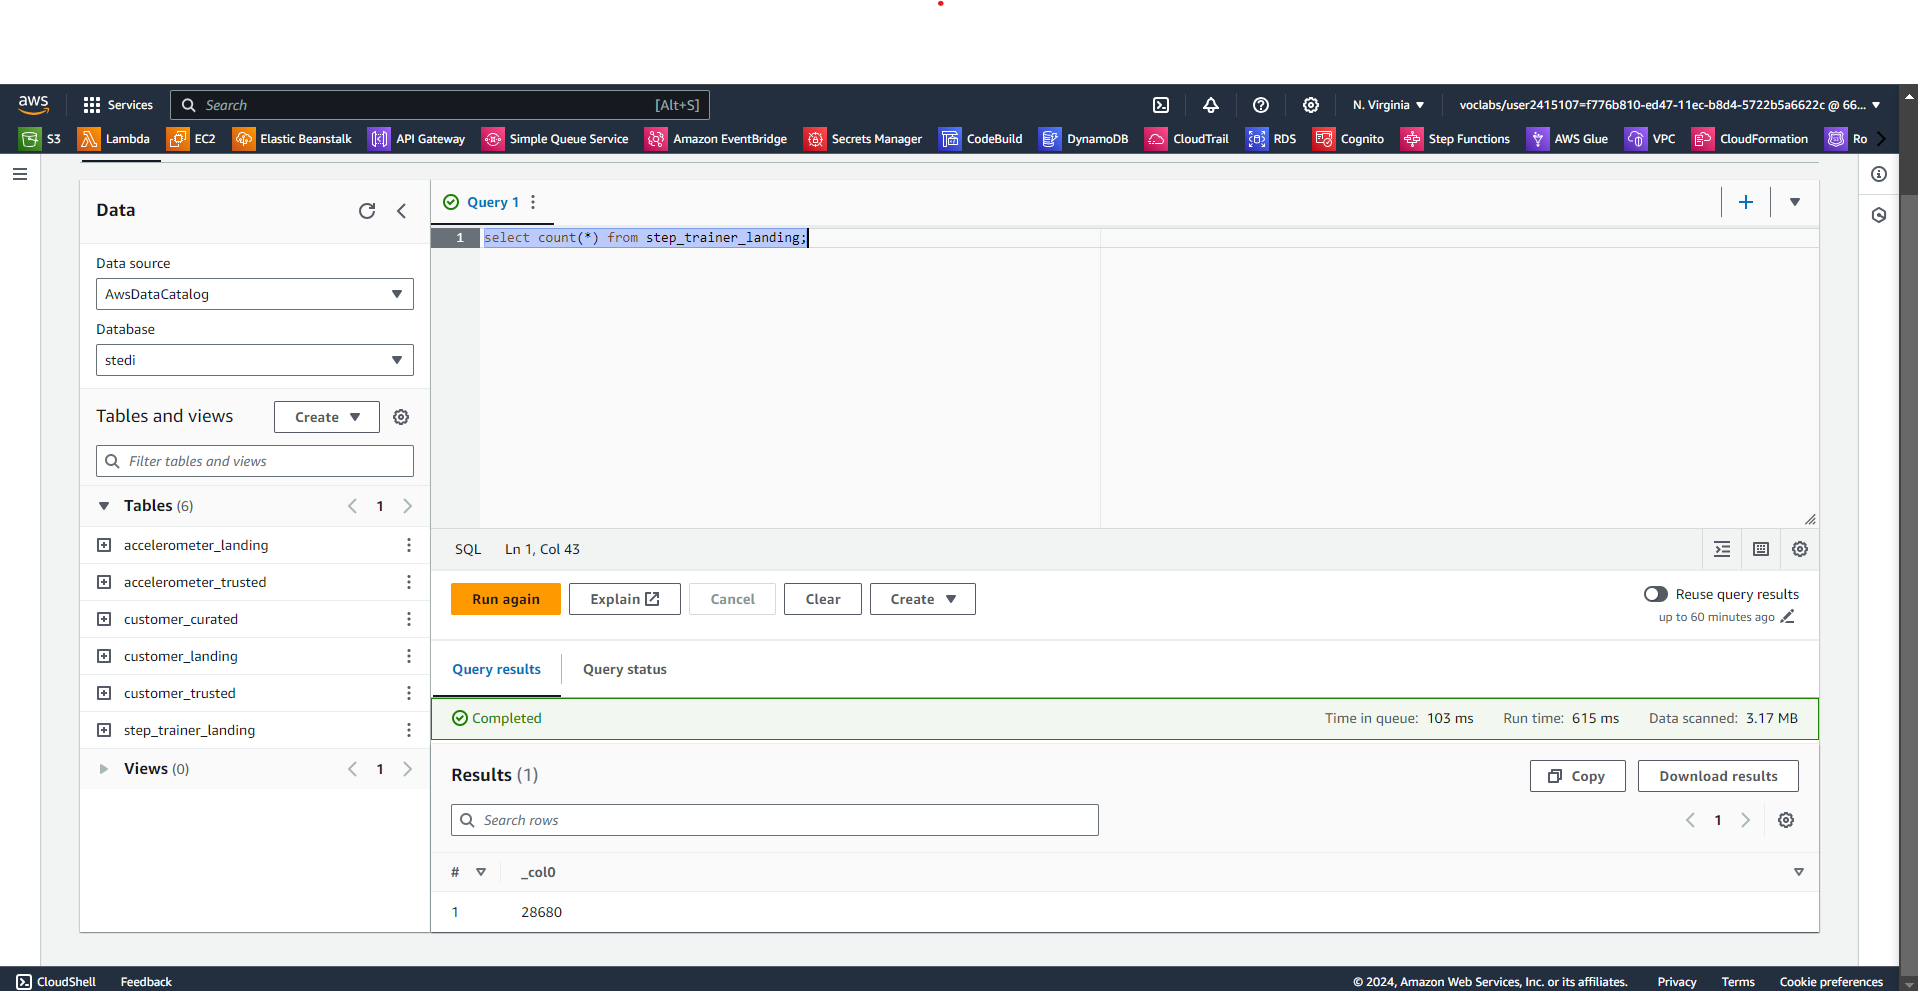 aws Services Search [Alt+S] N. Virginia voclabs/user2415107=f776b810-ed47-11ec-b8d4-5722b5a6622c @ 66...
S3 Lambda EC2 Elastic Beanstalk API Gateway Simple Queue Service Amazon EventBridge Secrets Manager CodeBuild DynamoDB CloudTrail RDS Cognito Step Functions AWS Glue VPC CloudFormation Ro
Data
Data source
AwsDataCatalog
Database
stedi
Tables and views Create
Filter tables and views
Tables (6) 1
accelerometer_landing
accelerometer_trusted
customer_curated
customer_landing
customer_trusted
step_trainer_landing
Views (0) 1
Query 1
1 select count(*) from step_trainer_landing;
SQL Ln 1, Col 43
Run again Explain Cancel Clear Create Reuse query results
up to 60 minutes ago
Query results Query status
Completed Time in queue: 103 ms Run time: 615 ms Data scanned: 3.17 MB
Results (1) Copy Download results
Search rows 1
# _col0
1 28680
CloudShell Feedback © 2024, Amazon Web Services, Inc. or its affiliates. Privacy Terms Cookie preferences